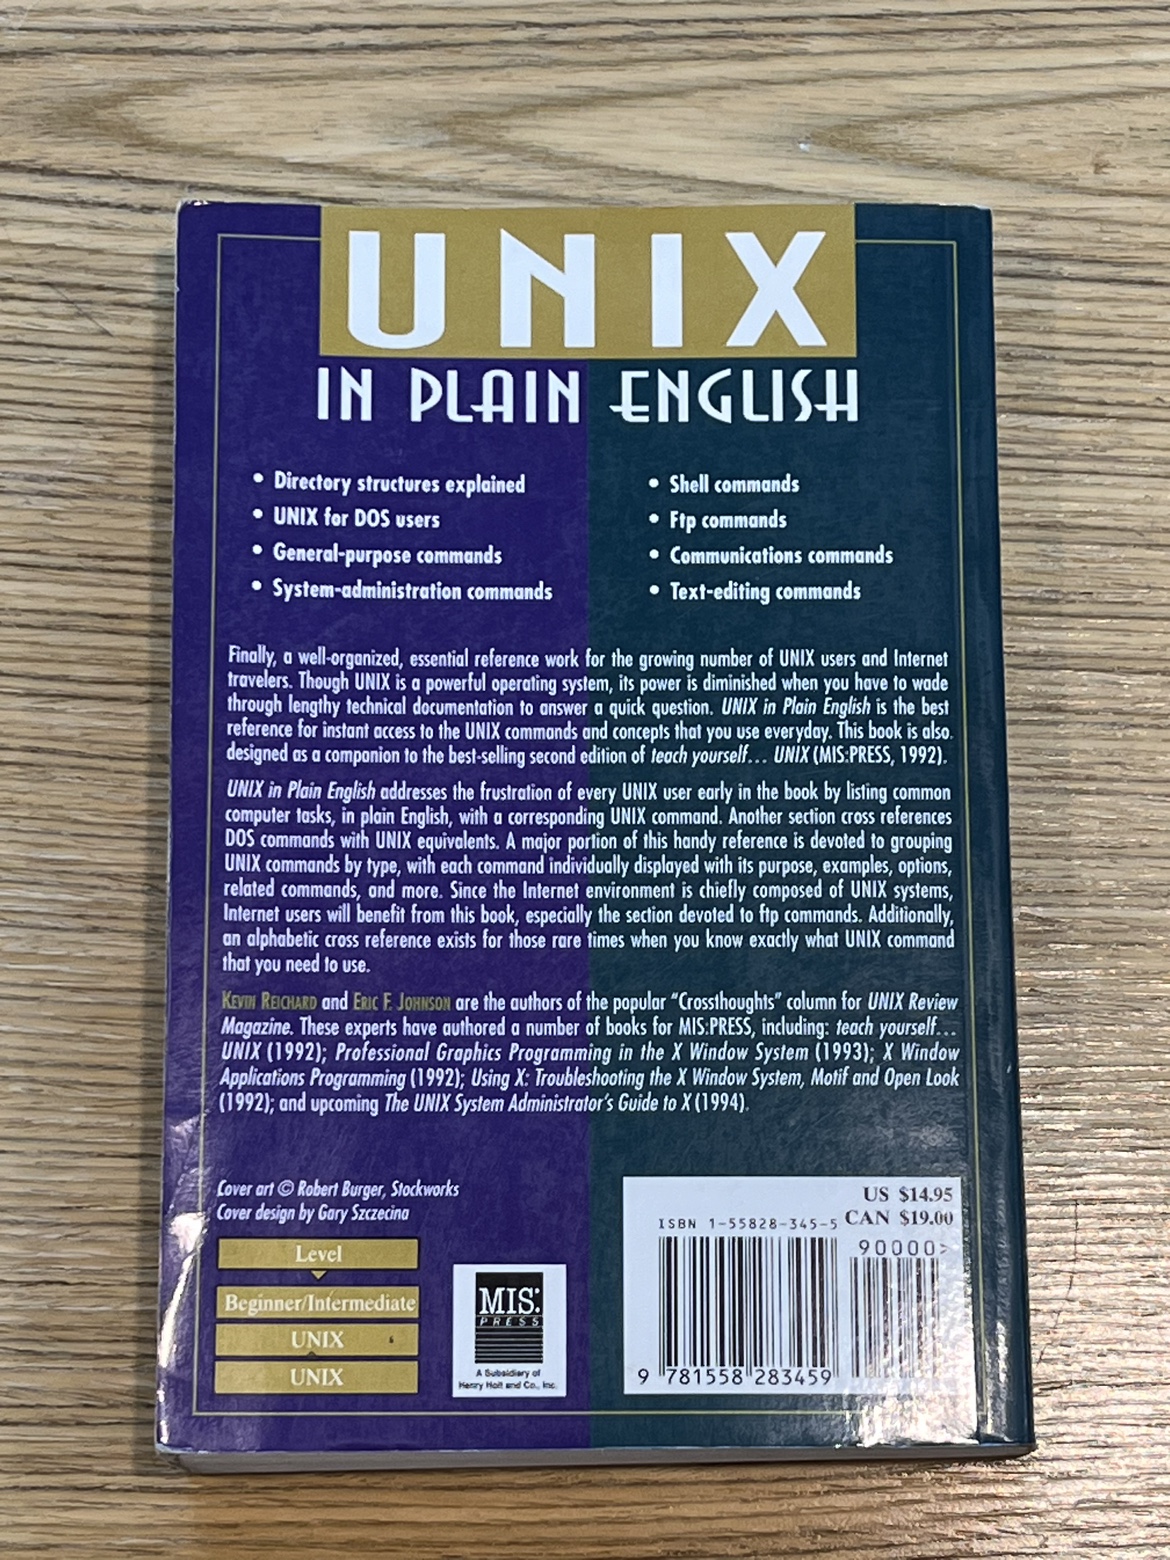 UNIX
IN PLAIN ENGLISH
• Directory structures explained
• UNIX for DOS users
• General-purpose commands
• System-administration commands
• Shell commands
• Ftp commands
• Communications commands
• Text-editing commands
Finally, a well-organized, essential reference work for the growing number of UNIX users and Internet
travelers. Though UNIX is a powerful operating system, its power is diminished when you have to wade
through lengthy technical documentation to answer a quick question. UNIX in Plain English is the best
reference for instant access to the UNIX commands and concepts that you use everyday. This book is also
designed as a companion to the best-selling second edition of teach yourself... UNIX (MIS:PRESS, 1992).
UNIX in Plain English addresses the frustration of every UNIX user early in the book by listing common
computer tasks, in plain English, with a corresponding UNIX command. Another section cross references
DOS commands with UNIX equivalents. A major portion of this handy reference is devoted to grouping
UNIX commands by type, with each command individually displayed with its purpose, examples, options,
related commands, and more. Since the Internet environment is chiefly composed of UNIX systems,
Internet users will benefit from this book, especially the section devoted to ftp commands. Additionally,
an alphabetic cross reference exists for those rare times when you know exactly what UNIX command
that you need to use.
KEVIN REICHARD and ERIC F. JOHNSON are the authors of the popular "Crossthoughts" column for UNIX Review
Magazine. These experts have authored a number of books for MIS:PRESS, including: teach yourself...
UNIX (1992); Professional Graphics Programming in the X Window System (1993); X Window
Applications Programming (1992); Using X: Troubleshooting the X Window System, Motif and Open Look
(1992); and upcoming The UNIX System Administrator's Guide to X (1994).
Cover art © Robert Burger, Stockworks
Cover design by Gary Szczecina
Level
Beginner/Intermediate
UNIX
UNIX
MIS:
PRESS
A Subsidiary of
Henry Holt and Co., Inc.
US $14.95
CAN $19.00
ISBN 1-55828-345-5
90000>
9 781558 283459